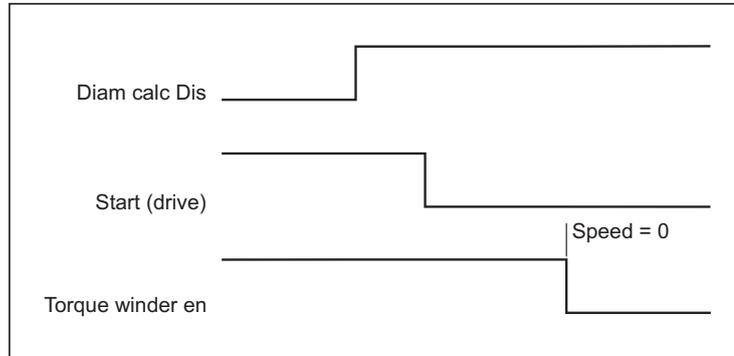 Diam calc Dis
Start (drive)
Speed = 0
Torque winder en